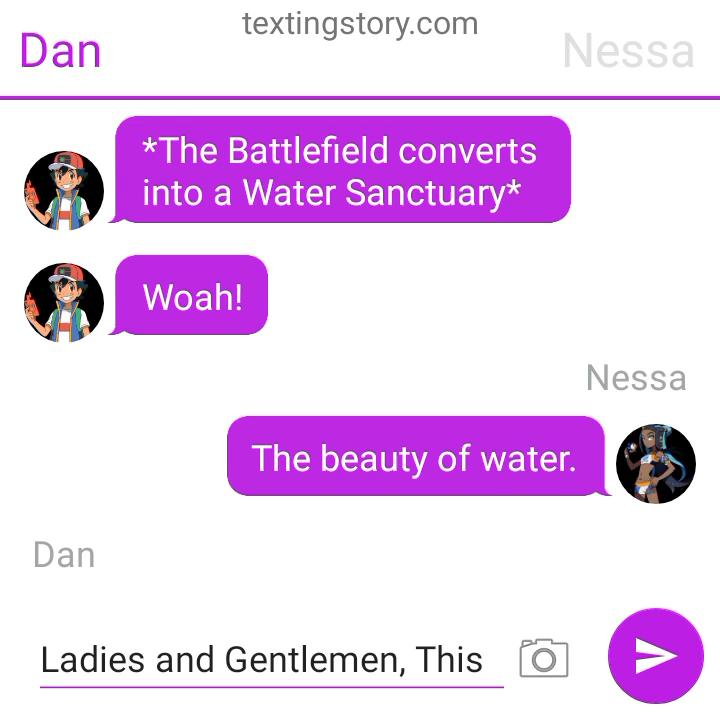 textingstory.com
Dan
Nessa
*The Battlefield converts
into a Water Sanctuary*
Woah!
Nessa
The beauty of water.
Dan
Ladies and Gentlemen, This